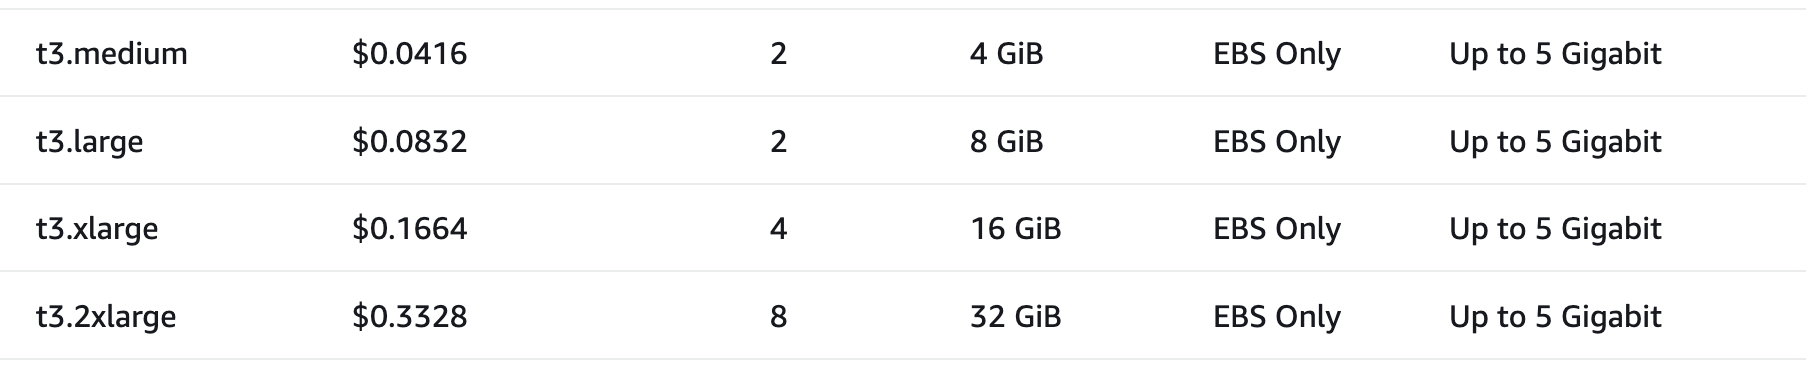 t3.medium $0.0416 2 4 GiB EBS Only Up to 5 Gigabit
t3.large $0.0832 2 8 GiB EBS Only Up to 5 Gigabit
t3.xlarge $0.1664 4 16 GiB EBS Only Up to 5 Gigabit
t3.2xlarge $0.3328 8 32 GiB EBS Only Up to 5 Gigabit